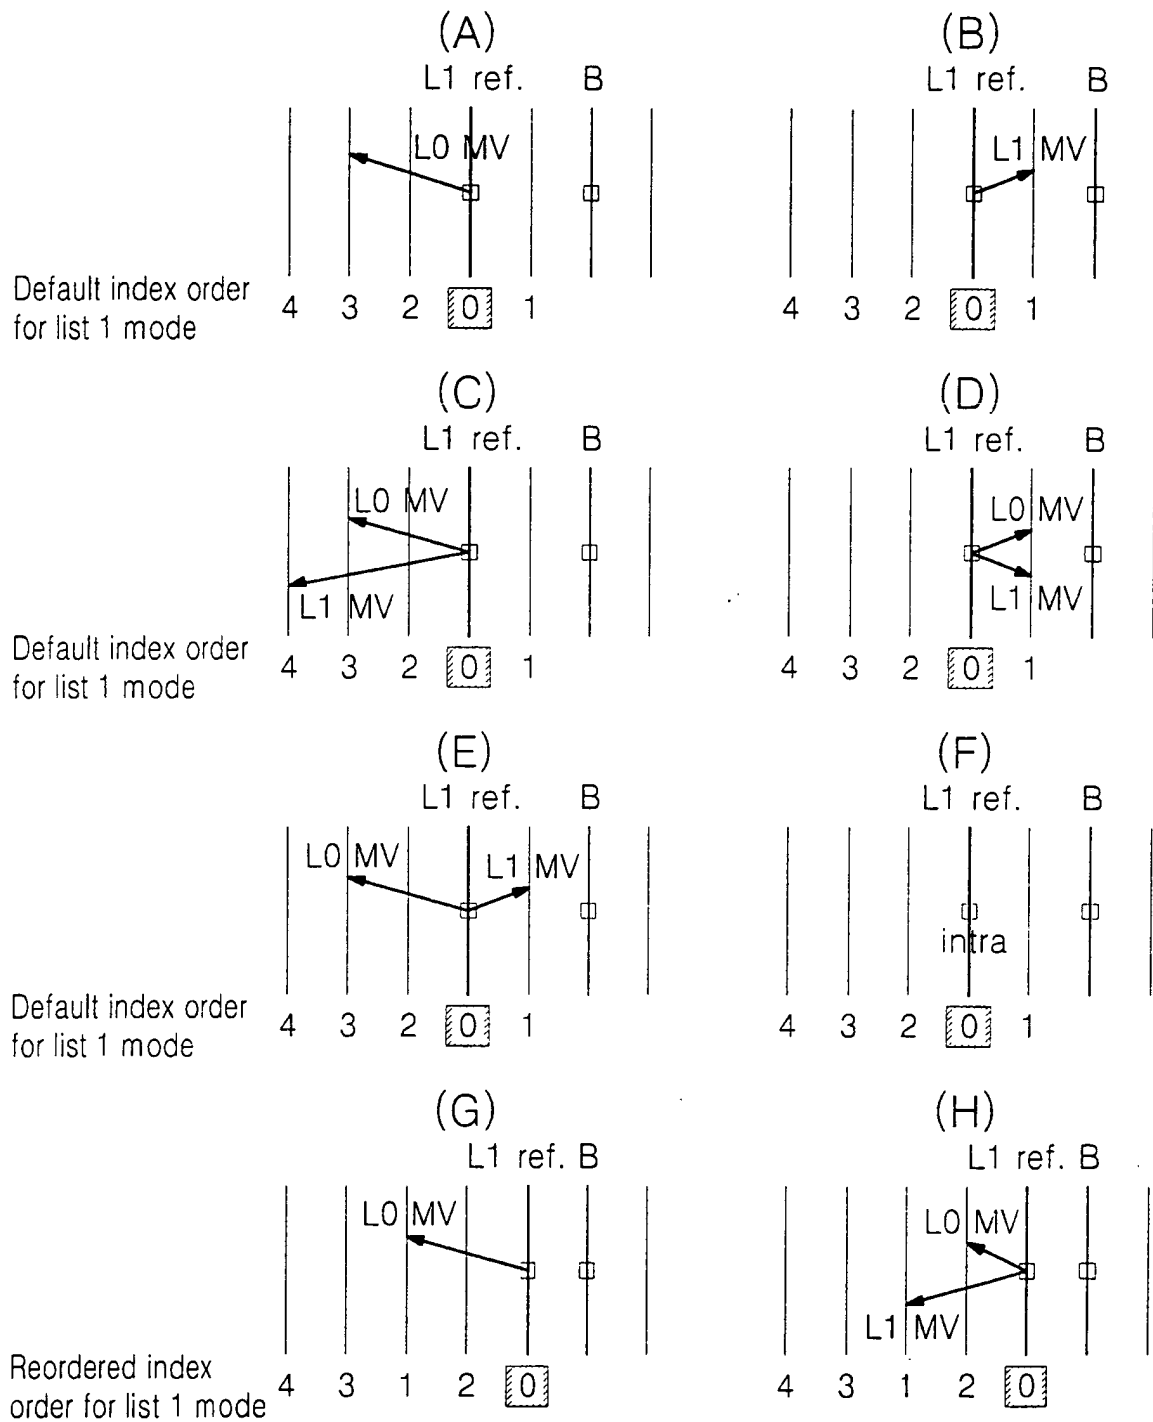 (A) (B)
L1 ref. B L1 ref. B
L0 MV L1 MV
Default index order
for list 1 mode
4 3 2 0 1 4 3 2 0 1
(C) (D)
L1 ref. B L1 ref. B
L0 MV L0 MV
L1 MV L1 MV
Default index order
for list 1 mode
4 3 2 0 1 4 3 2 0 1
(E) (F)
L1 ref. B L1 ref. B
L0 MV L1 MV
intra
Default index order
for list 1 mode
4 3 2 0 1 4 3 2 0 1
(G) (H)
L1 ref. B L1 ref. B
L0 MV L0 MV
L1 MV
Reordered index
order for list 1 mode
4 3 1 2 0 4 3 1 2 0